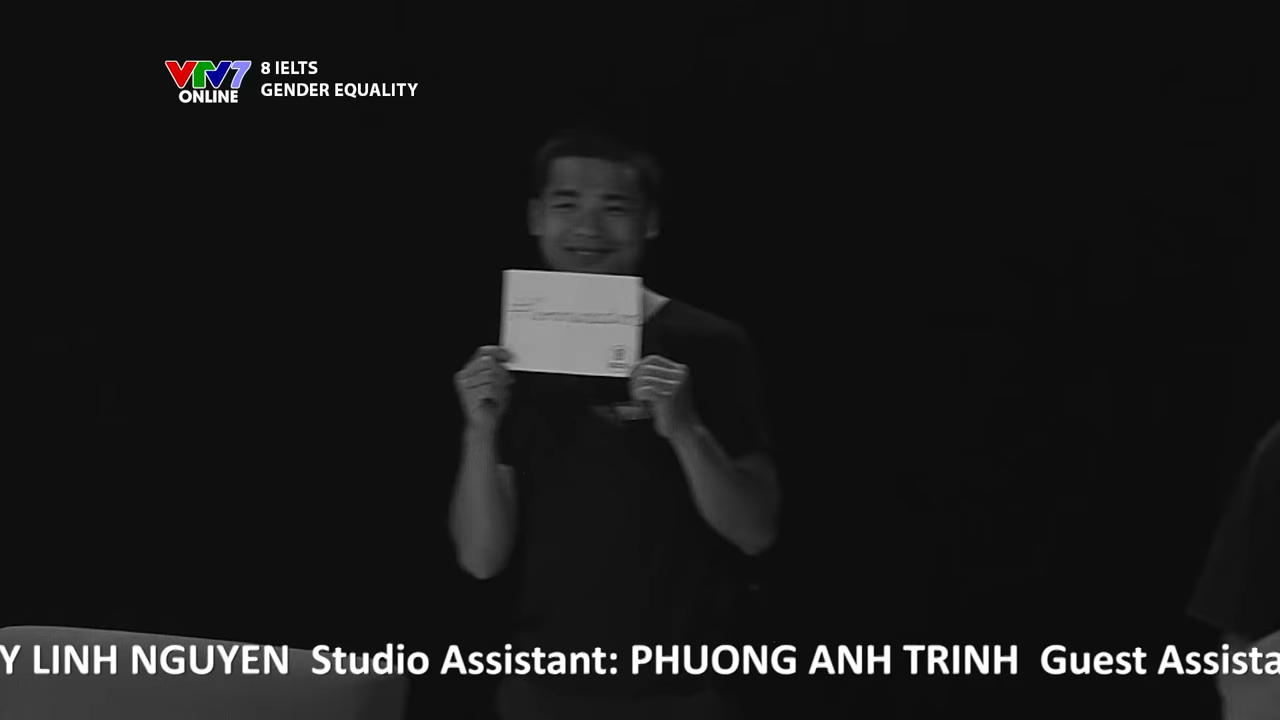 VTV7
ONLINE
8 IELTS
GENDER EQUALITY
Y LINH NGUYEN Studio Assistant: PHUONG ANH TRINH Guest Assista